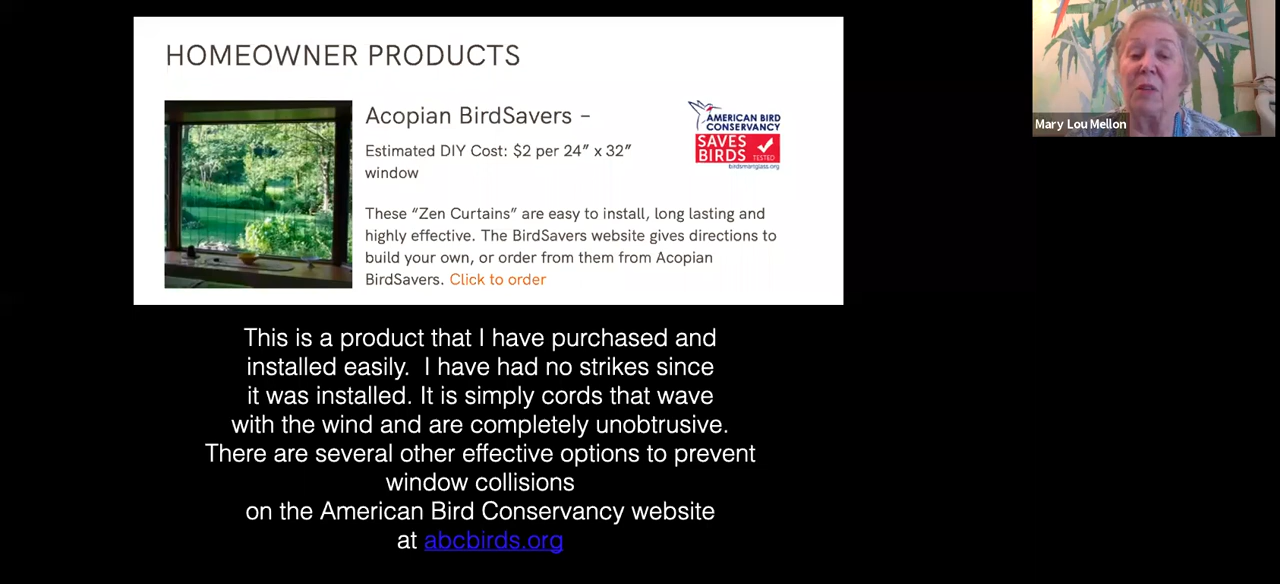 HOMEOWNER PRODUCTS
Acopian BirdSavers –
Estimated DIY Cost: $2 per 24″ x 32″
window
These “Zen Curtains” are easy to install, long lasting and
highly effective. The BirdSavers website gives directions to
build your own, or order from them from Acopian
BirdSavers. Click to order
AMERICAN BIRD
CONSERVANCY
SAVES
BIRDS TESTED
birdsmartglass.org
Mary Lou Mellon
This is a product that I have purchased and
installed easily.  I have had no strikes since
it was installed. It is simply cords that wave
with the wind and are completely unobtrusive.
There are several other effective options to prevent
window collisions
on the American Bird Conservancy website
at abcbirds.org